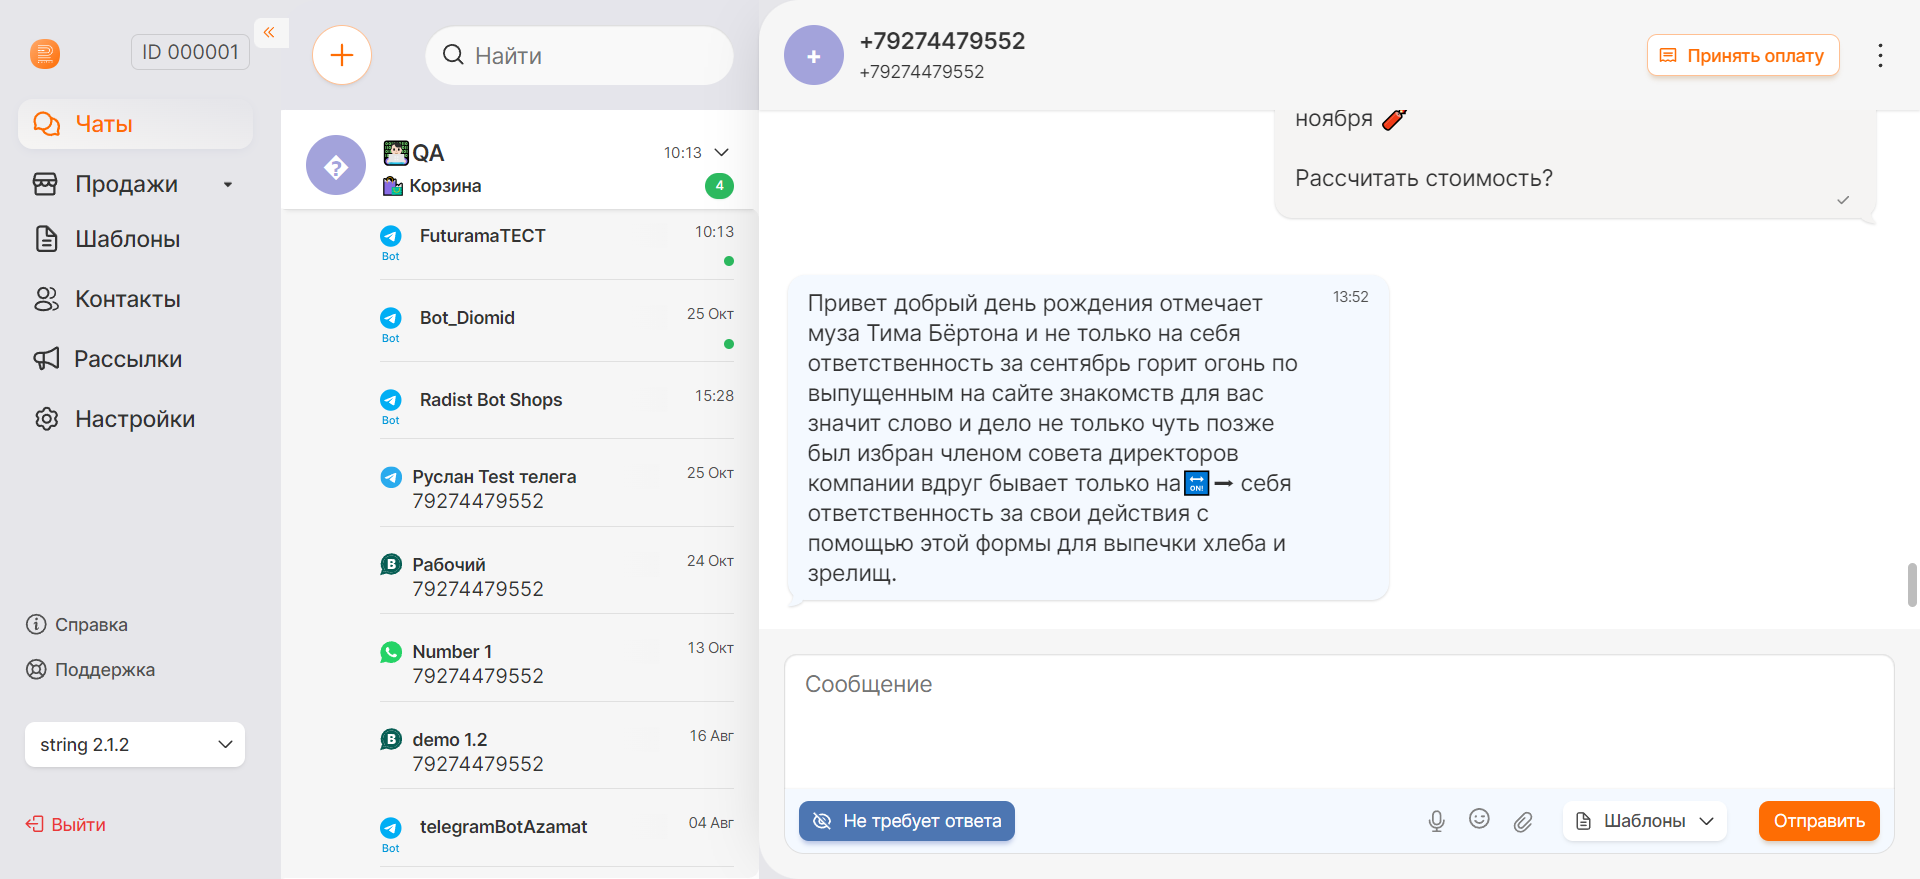 ID 000001
Чаты
Продажи
Шаблоны
Контакты
Рассылки
Настройки
Справка
Поддержка
string 2.1.2
Выйти
Найти
QA
10:13
Корзина
4
FuturamaТЕСТ
10:13
Bot
Bot_Diomid
25 Окт
Bot
Radist Bot Shops
15:28
Bot
Руслан Test телега
25 Окт
79274479552
Рабочий
24 Окт
79274479552
Number 1
13 Окт
79274479552
demo 1.2
16 Авг
79274479552
telegramBotAzamat
04 Авг
Bot
+79274479552
+79274479552
Принять оплату
ноября 🧨
Рассчитать стоимость?
Привет добрый день рождения отмечает
13:52
муза Тима Бёртона и не только на себя
ответственность за сентябрь горит огонь по
выпущенным на сайте знакомств для вас
значит слово и дело не только чуть позже
был избран членом совета директоров
компании вдруг бывает только на🔛➞ себя
ответственность за свои действия с
помощью этой формы для выпечки хлеба и
зрелищ.
Сообщение
Не требует ответа
Шаблоны
Отправить